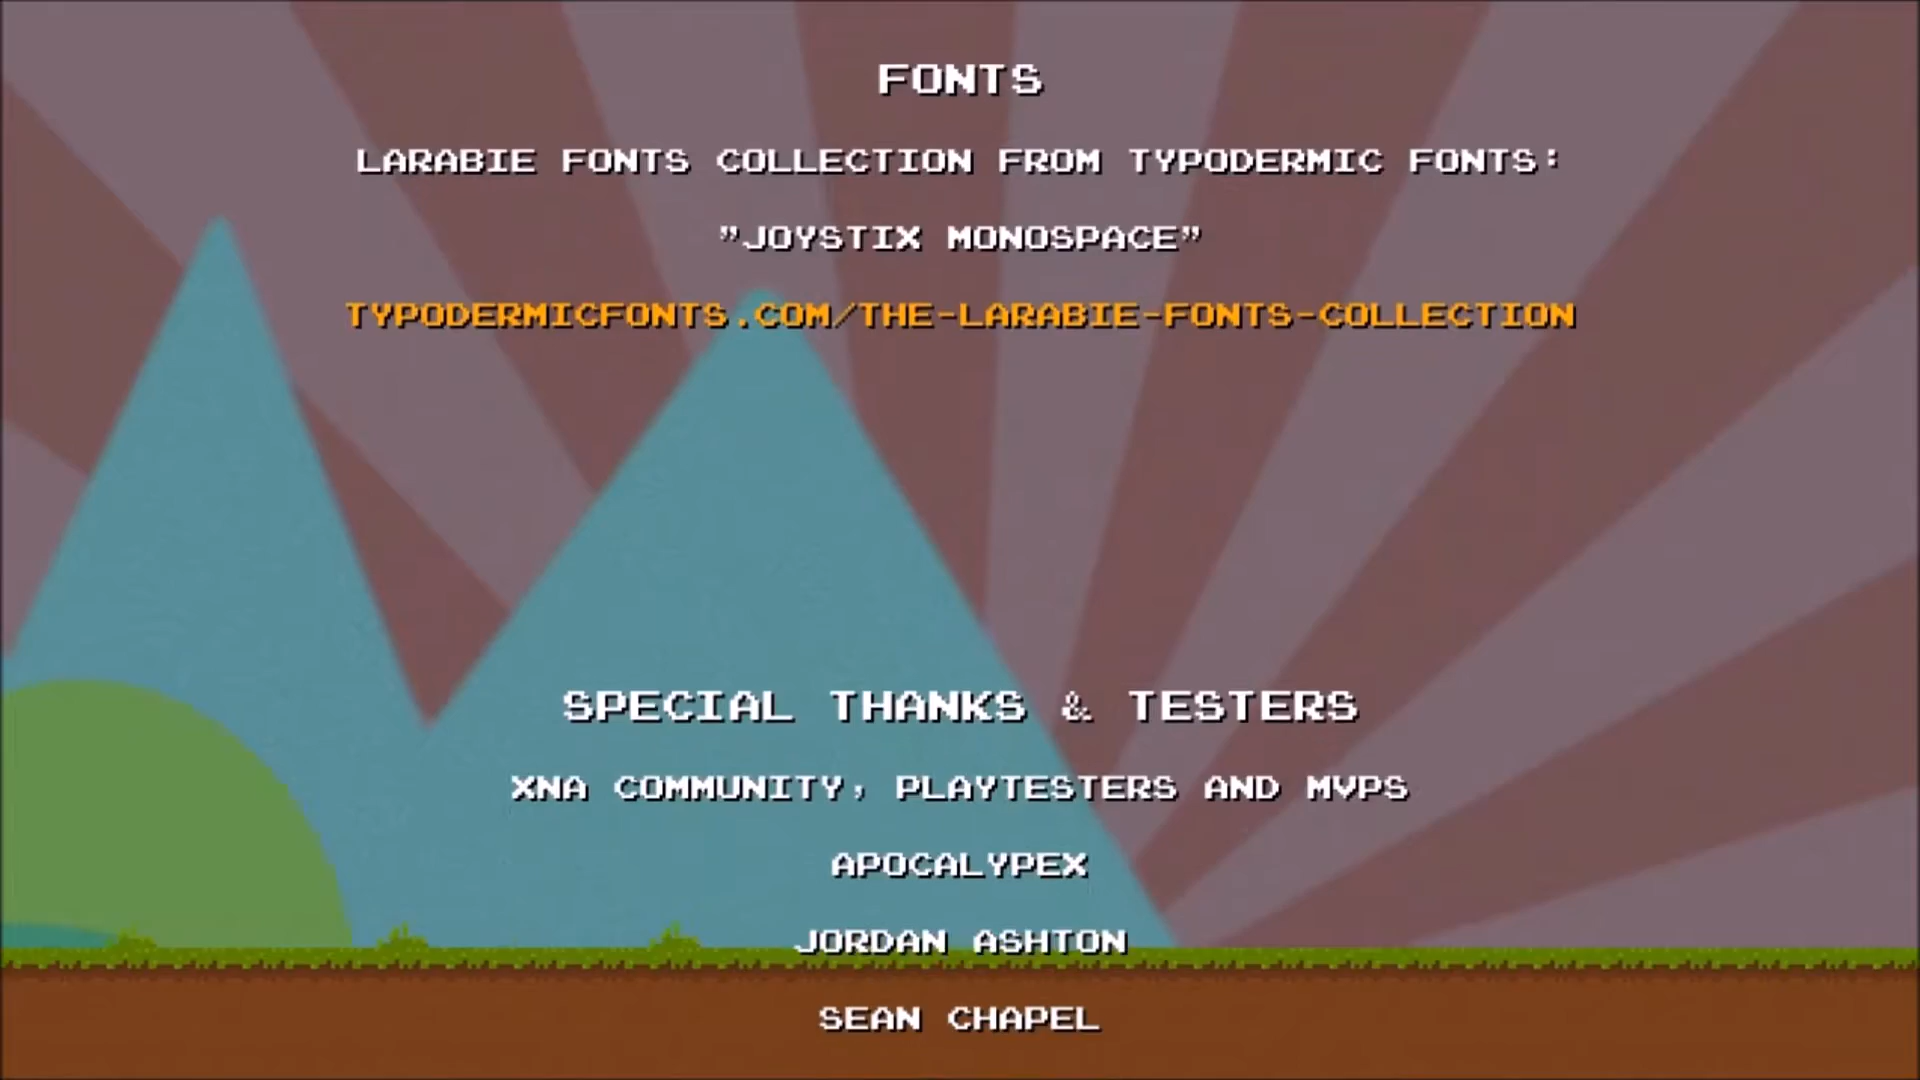 FONTS
LARABIE FONTS COLLECTION FROM TYPODERMIC FONTS:
"JOYSTIX MONOSPACE"
TYPODERMICFONTS.COM/THE-LARABIE-FONTS-COLLECTION
SPECIAL THANKS & TESTERS
XNA COMMUNITY, PLAYTESTERS AND MVPS
APOCALYPEX
JORDAN ASHTON
SEAN CHAPEL